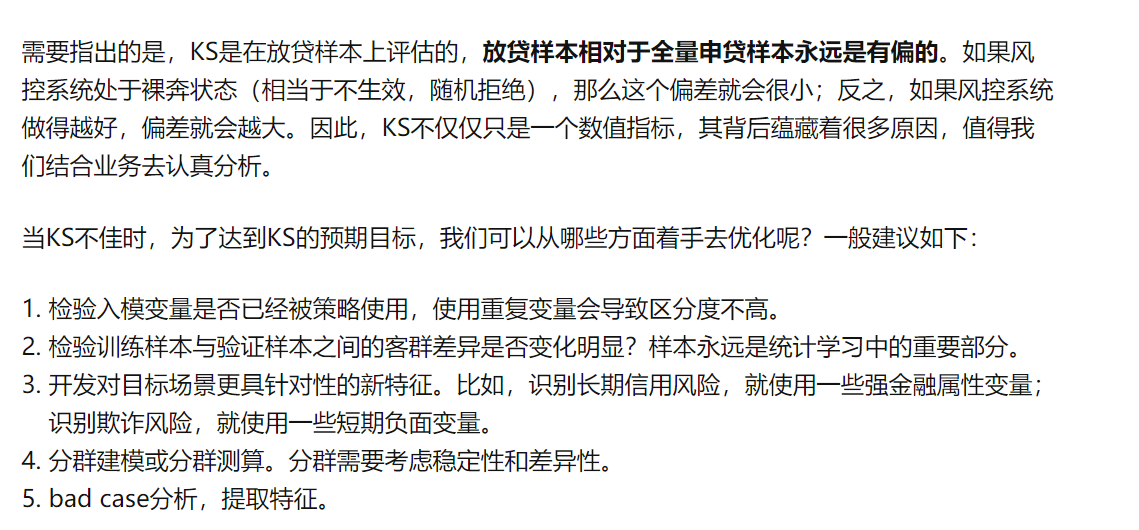 需要指出的是，KS是在放贷样本上评估的，放贷样本相对于全量申贷样本永远是有偏的。如果风
控系统处于裸奔状态（相当于不生效，随机拒绝），那么这个偏差就会很小；反之，如果风控系统
做得越好，偏差就会越大。因此，KS不仅仅只是一个数值指标，其背后蕴藏着很多原因，值得我
们结合业务去认真分析。
当KS不佳时，为了达到KS的预期目标，我们可以从哪些方面着手去优化呢？一般建议如下：
1. 检验入模变量是否已经被策略使用，使用重复变量会导致区分度不高。
2. 检验训练样本与验证样本之间的客群差异是否变化明显？样本永远是统计学习中的重要部分。
3. 开发对目标场景更具针对性的新特征。比如，识别长期信用风险，就使用一些强金融属性变量；
识别欺诈风险，就使用一些短期负面变量。
4. 分群建模或分群测算。分群需要考虑稳定性和差异性。
5. bad case分析，提取特征。